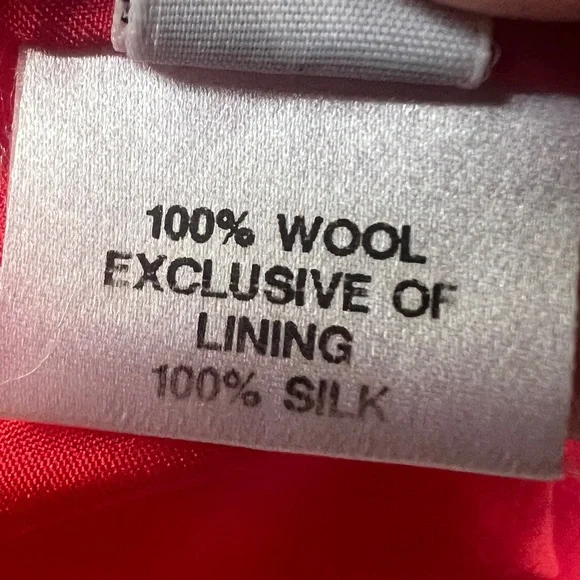 100% WOOL
EXCLUSIVE OF
LINING
100% SILK